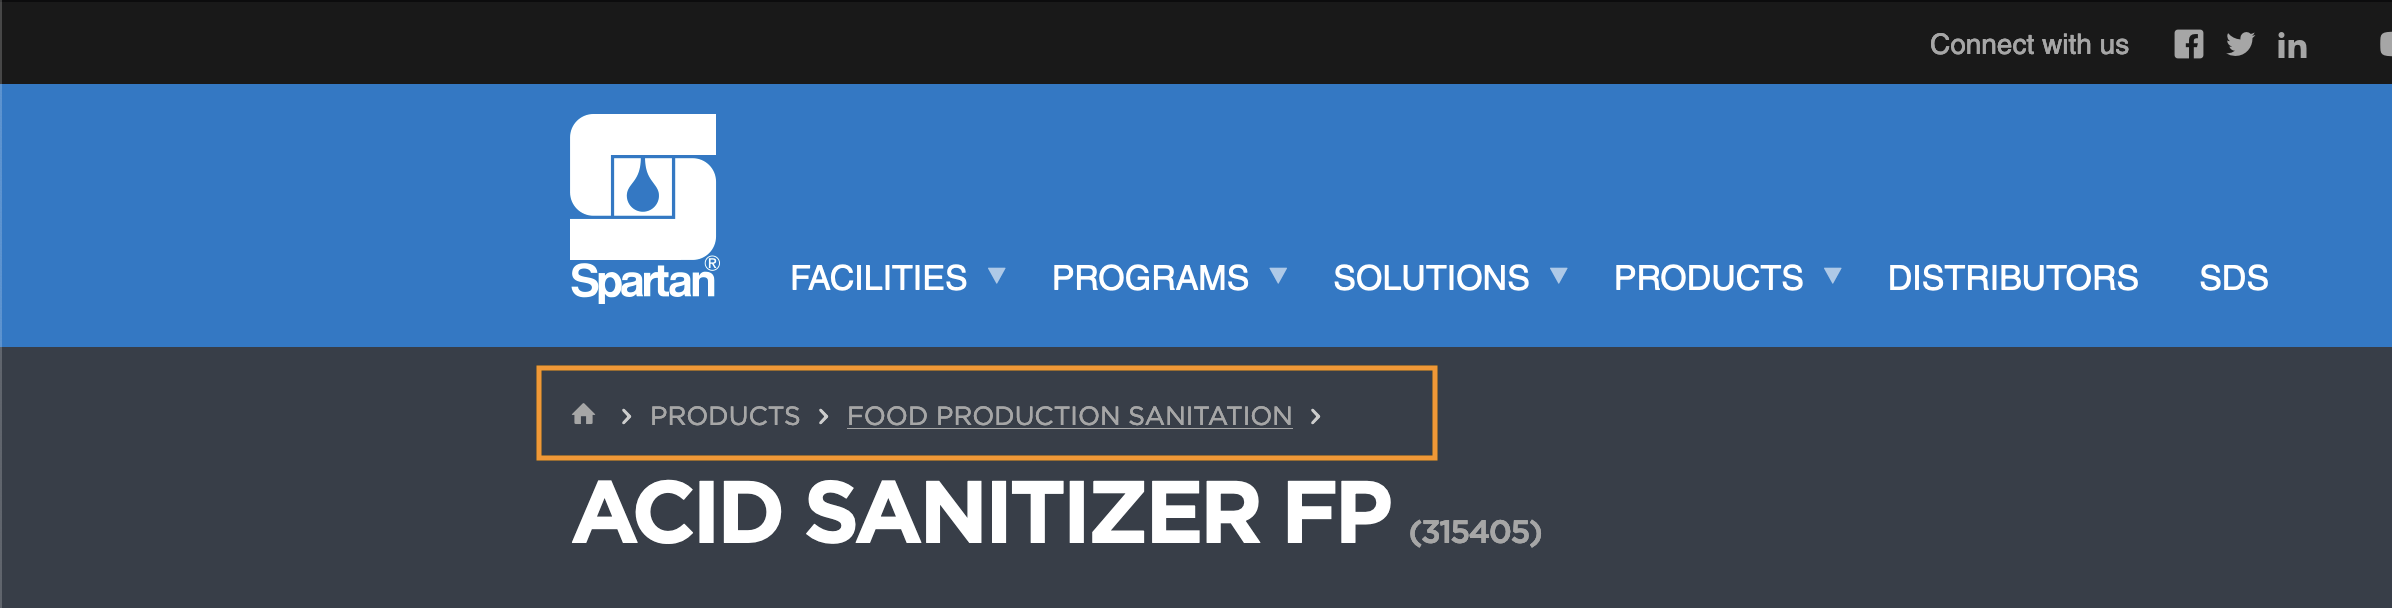 Connect with us
Spartan®
FACILITIES ▼ PROGRAMS ▼ SOLUTIONS ▼ PRODUCTS ▼ DISTRIBUTORS SDS
> PRODUCTS > FOOD PRODUCTION SANITATION >
ACID SANITIZER FP (315405)